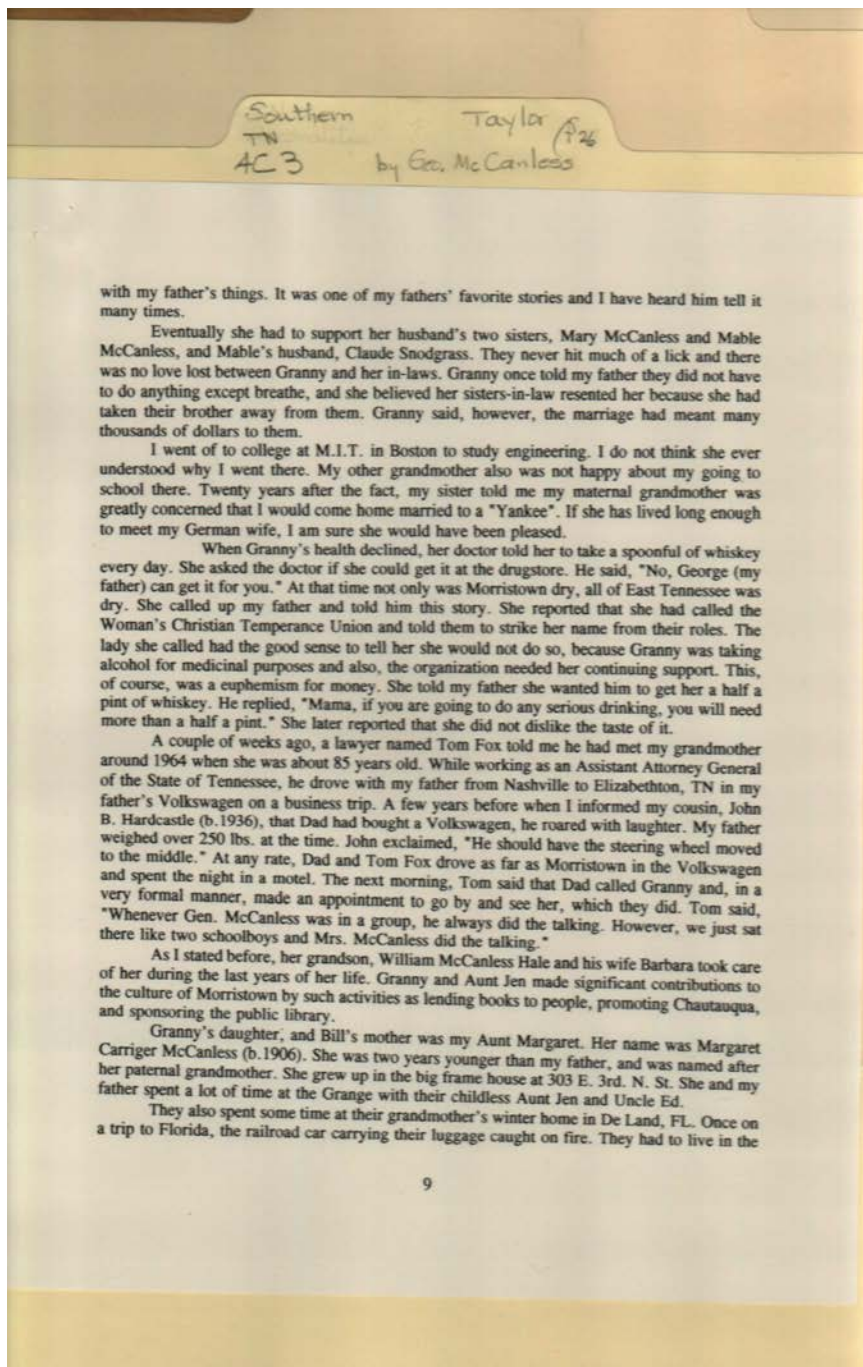 Southern Taylor
TN
4C3 by Geo. McCanless
with my father's things. It was one of my fathers' favorite stories and I have heard him tell it
many times.
Eventually she had to support her husband's two sisters, Mary McCanless and Mable
McCanless, and Mable's husband, Claude Snodgrass. They never hit much of a lick and there
was no love lost between Granny and her in-laws. Granny once told my father they did not have
to do anything except breathe, and she believed her sisters-in-law resented her because she had
taken their brother away from them. Granny said, however, the marriage had meant many
thousands of dollars to them.
I went of to college at M.I.T. in Boston to study engineering. I do not think she ever
understood why I went there. My other grandmother also was not happy about my going to
school there. Twenty years after the fact, my sister told me my maternal grandmother was
greatly concerned that I would come home married to a "Yankee". If she has lived long enough
to meet my German wife, I am sure she would have been pleased.
When Granny's health declined, her doctor told her to take a spoonful of whiskey
every day. She asked the doctor if she could get it at the drugstore. He said, "No, George (my
father) can get it for you." At that time not only was Morristown dry, all of East Tennessee was
dry. She called up my father and told him this story. She reported that she had called the
Woman's Christian Temperance Union and told them to strike her name from their roles. The
lady she called had the good sense to tell her she would not do so, because Granny was taking
alcohol for medicinal purposes and also, the organization needed her continuing support. This,
of course, was a euphemism for money. She told my father she wanted him to get her a half a
pint of whiskey. He replied, "Mama, if you are going to do any serious drinking, you will need
more than a half a pint." She later reported that she did not dislike the taste of it.
A couple of weeks ago, a lawyer named Tom Fox told me he had met my grandmother
around 1964 when she was about 85 years old. While working as an Assistant Attorney General
of the State of Tennessee, he drove with my father from Nashville to Elizabethton, TN in my
father's Volkswagen on a business trip. A few years before when I informed my cousin, John
B. Hardcastle (b.1936), that Dad had bought a Volkswagen, he roared with laughter. My father
weighed over 250 lbs. at the time. John exclaimed, "He should have the steering wheel moved
to the middle." At any rate, Dad and Tom Fox drove as far as Morristown in the Volkswagen
and spent the night in a motel. The next morning, Tom said that Dad called Granny and, in a
very formal manner, made an appointment to go by and see her, which they did. Tom said,
"Whenever Gen. McCanless was in a group, he always did the talking. However, we just sat
there like two schoolboys and Mrs. McCanless did the talking."
As I stated before, her grandson, William McCanless Hale and his wife Barbara took care
of her during the last years of her life. Granny and Aunt Jen made significant contributions to
the culture of Morristown by such activities as lending books to people, promoting Chautauqua,
and sponsoring the public library.
Granny's daughter, and Bill's mother was my Aunt Margaret. Her name was Margaret
Carriger McCanless (b.1906). She was two years younger than my father, and was named after
her paternal grandmother. She grew up in the big frame house at 303 E. 3rd. N. St. She and my
father spent a lot of time at the Grange with their childless Aunt Jen and Uncle Ed.
They also spent some time at their grandmother's winter home in De Land, FL. Once on
a trip to Florida, the railroad car carrying their luggage caught on fire. They had to live in the
9